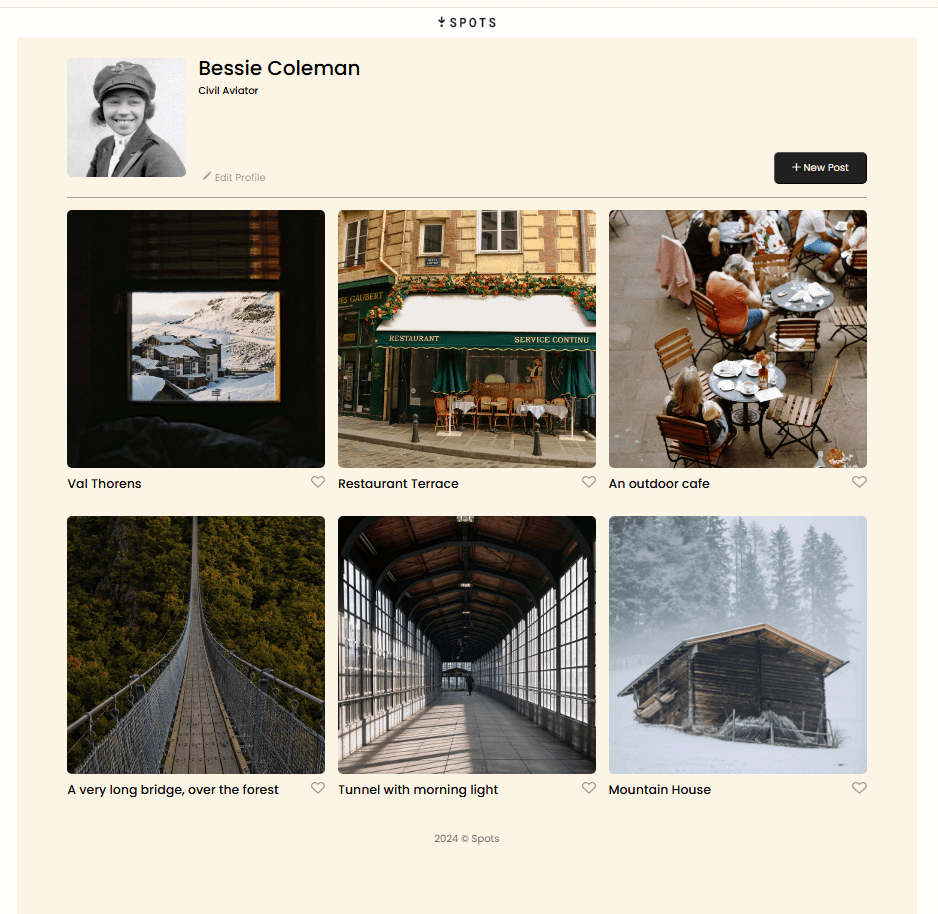 SPOTS
Bessie Coleman
Civil Aviator
Edit Profile
+ New Post
ES GAUBERT
RESTAURANT SERVICE CONTINU
Val Thorens
Restaurant Terrace
An outdoor cafe
A very long bridge, over the forest
Tunnel with morning light
Mountain House
2024 © Spots